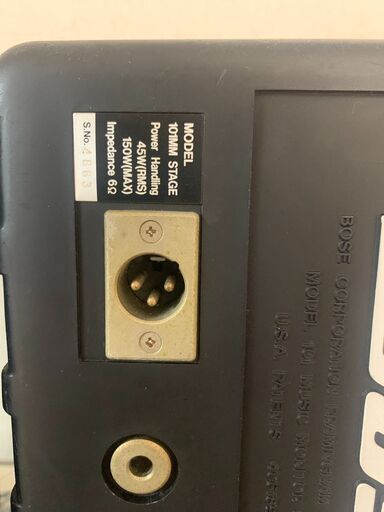 MODEL
101MM STAGE
Power Handling
45W(RMS)
150W(MAX)
Impedance 6Ω
S.No. 4863
BOSE CORPORATION FRAMINGHAM
MODEL 101 MUSIC MONITOR
U.S.A. PATENTS